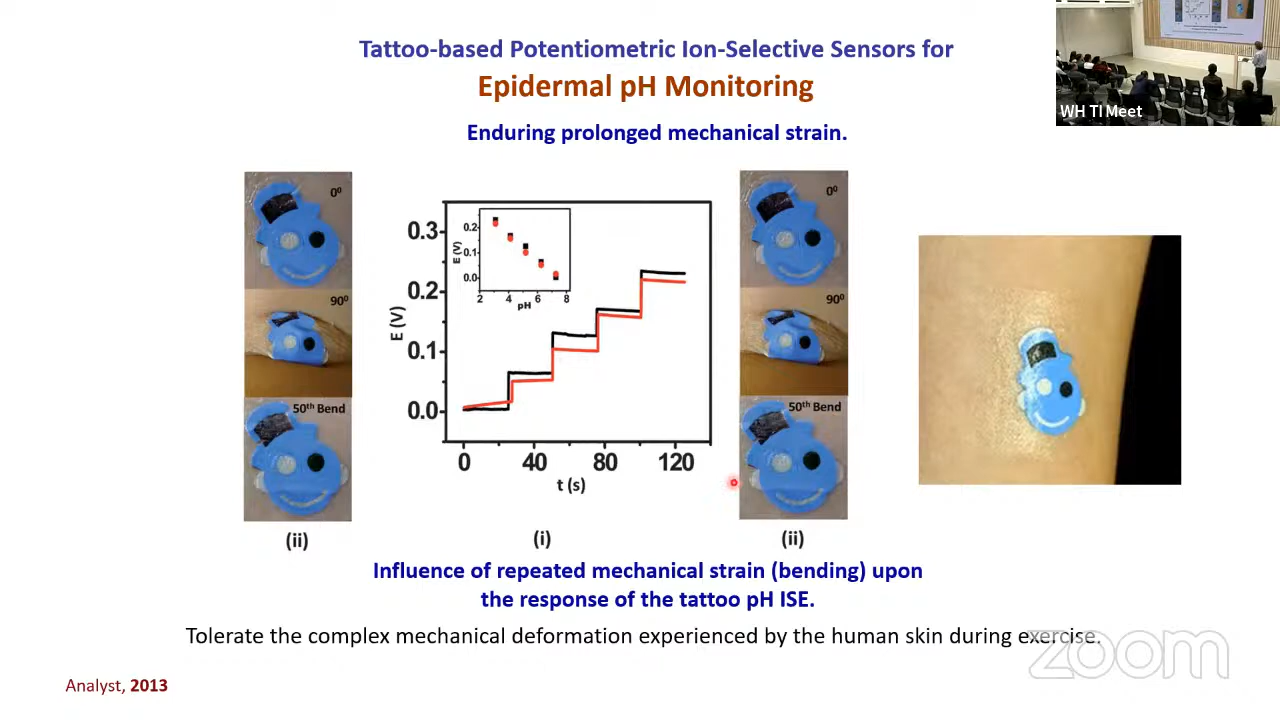 Tattoo-based Potentiometric Ion-Selective Sensors for
Epidermal pH Monitoring
Enduring prolonged mechanical strain.
WH TI Meet
0⁰
90⁰
50th Bend
(ii)
0.3
0.2
0.1
0.0
E (V)
0 40 80 120
t (s)
0.2
0.1
0.0
E (V)
2 4 6 8
pH
(i)
0⁰
90⁰
50th Bend
(ii)
Influence of repeated mechanical strain (bending) upon
the response of the tattoo pH ISE.
Tolerate the complex mechanical deformation experienced by the human skin during exercise.
zoom
Analyst, 2013